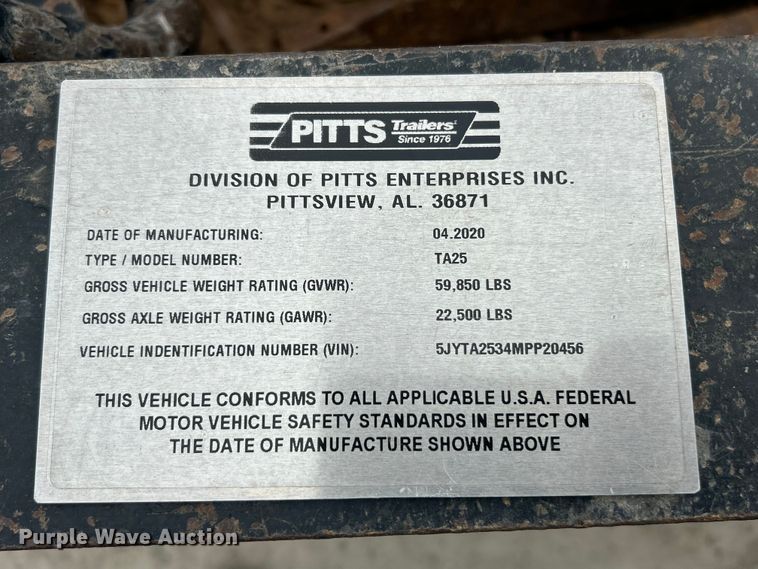 PITTS Trailers
Since 1976
DIVISION OF PITTS ENTERPRISES INC.
PITTSVIEW, AL. 36871
DATE OF MANUFACTURING: 04.2020
TYPE / MODEL NUMBER: TA25
GROSS VEHICLE WEIGHT RATING (GVWR): 59,850 LBS
GROSS AXLE WEIGHT RATING (GAWR): 22,500 LBS
VEHICLE INDENTIFICATION NUMBER (VIN): 5JYTA2534MPP20456
THIS VEHICLE CONFORMS TO ALL APPLICABLE U.S.A. FEDERAL
MOTOR VEHICLE SAFETY STANDARDS IN EFFECT ON
THE DATE OF MANUFACTURE SHOWN ABOVE
Purple Wave Auction